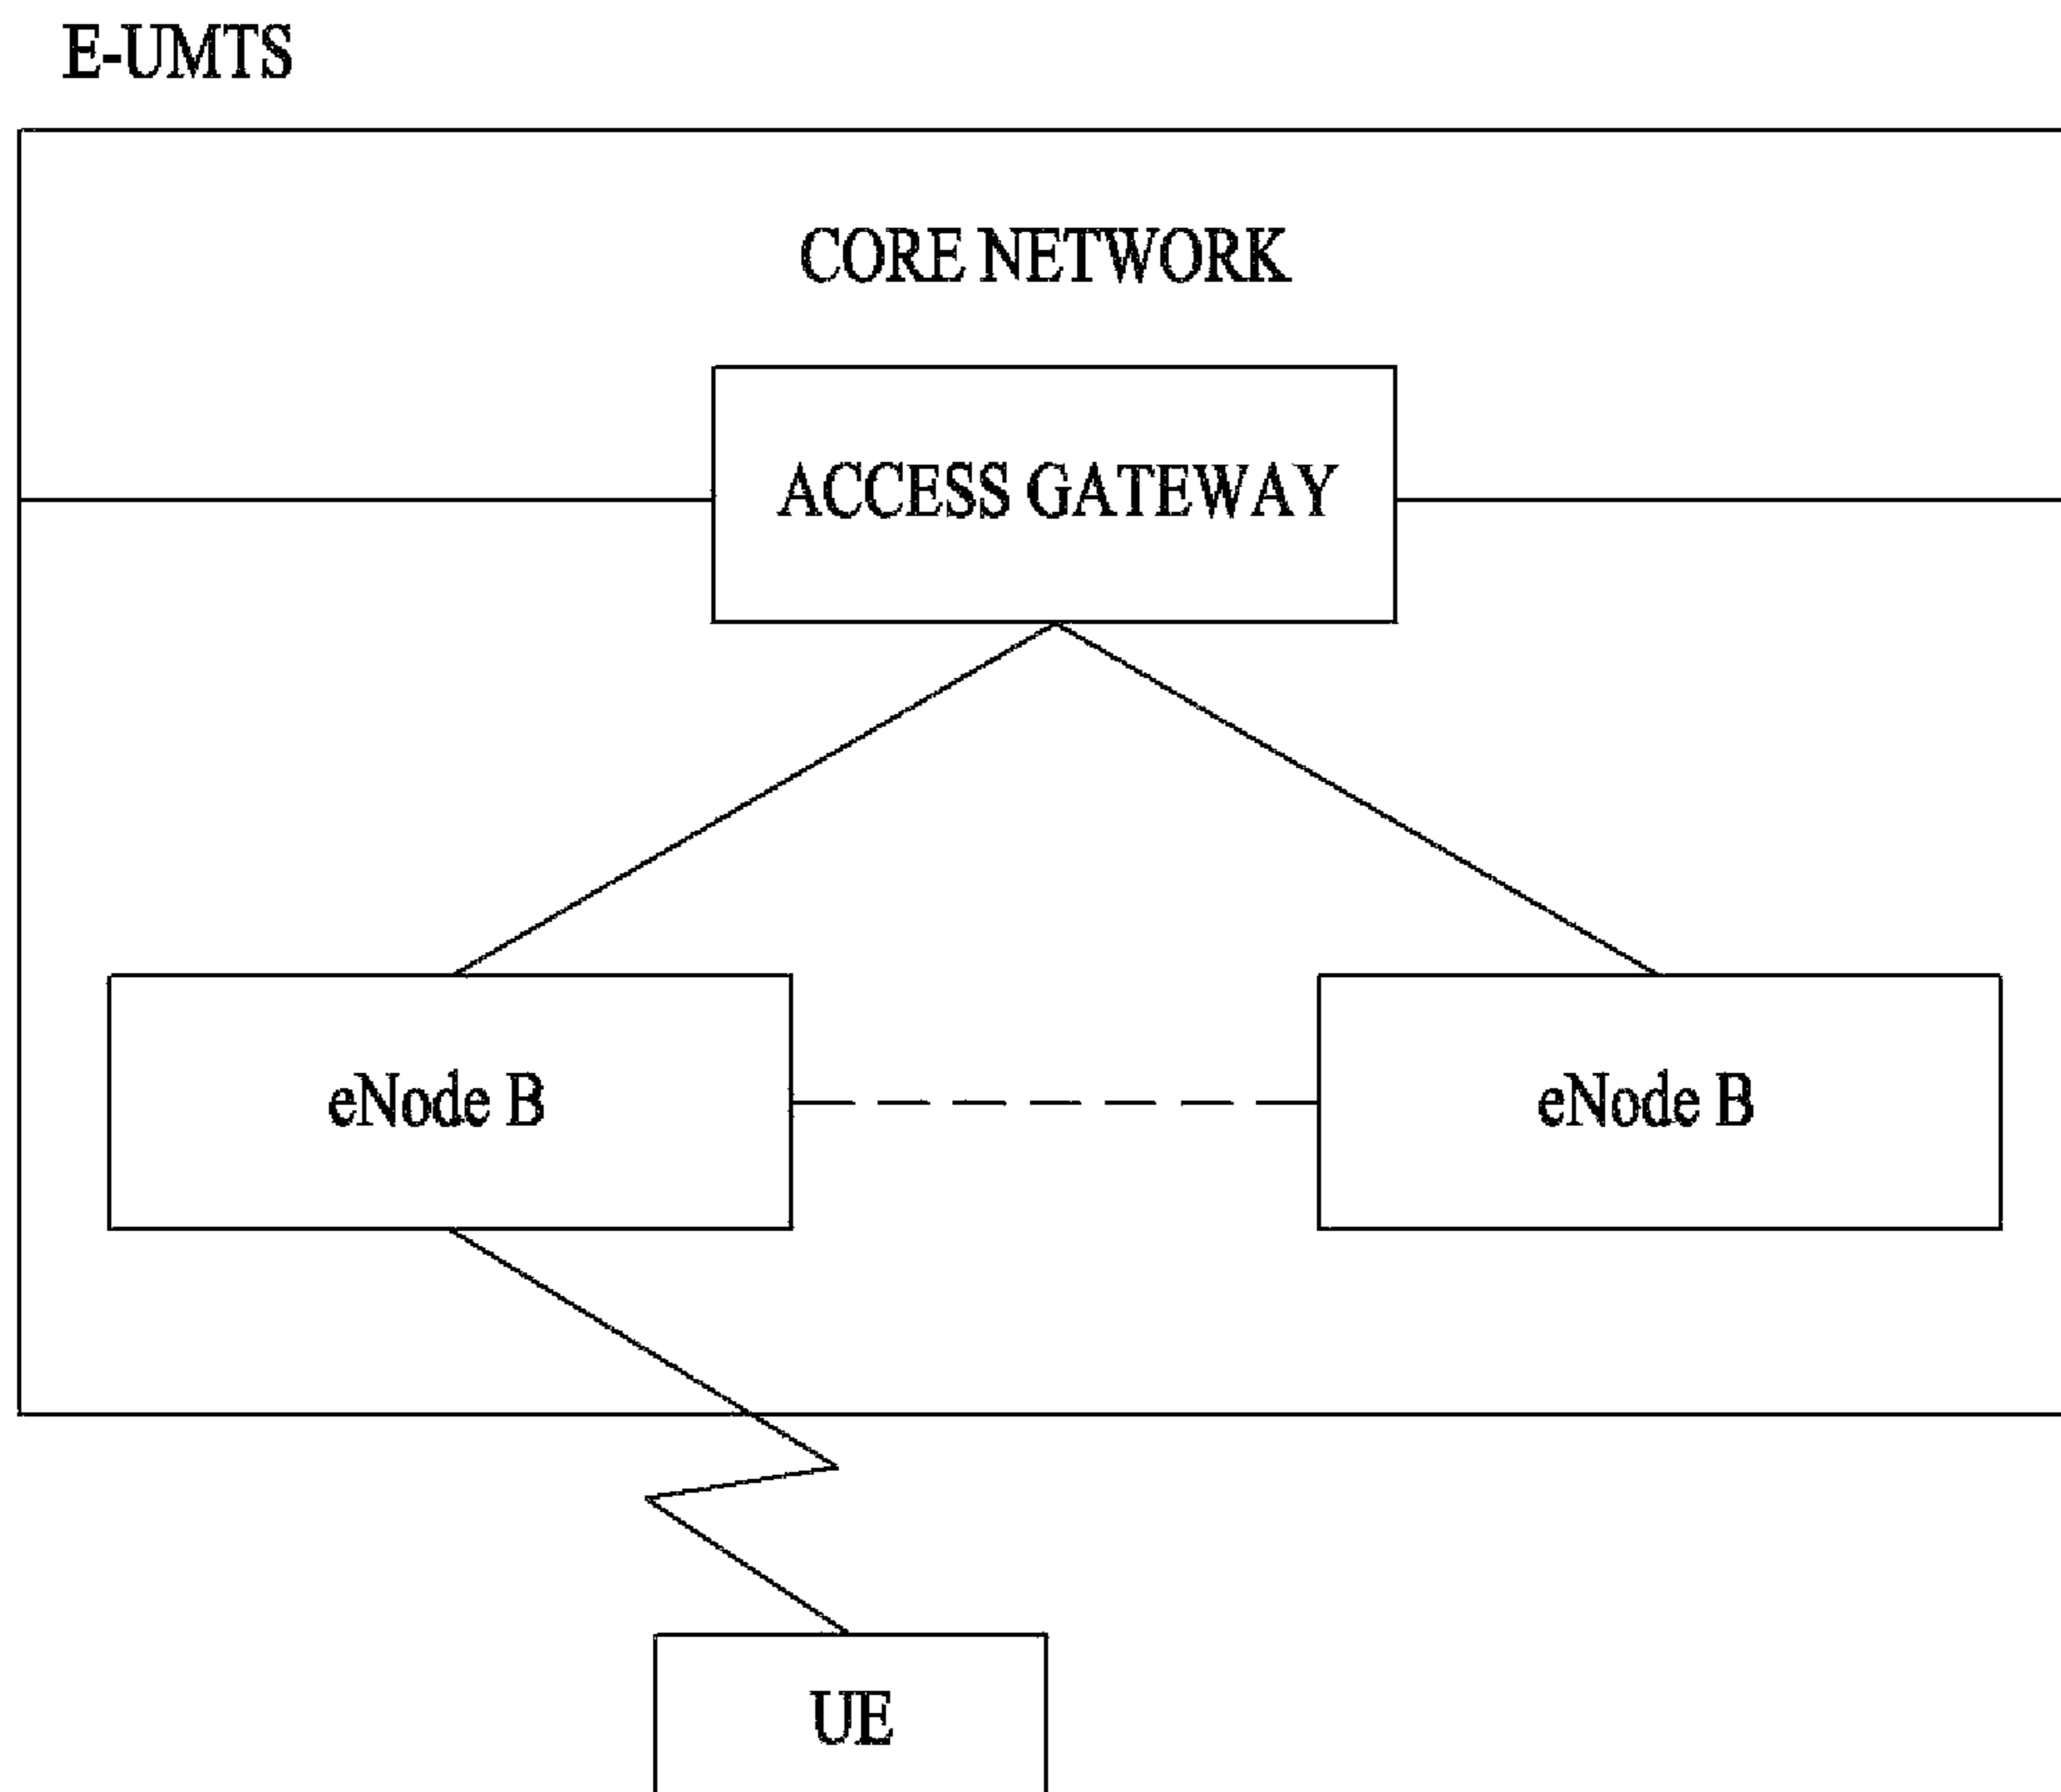 E-UMTS
CORE NETWORK
ACCESS GATEWAY
eNode B
eNode B
UE